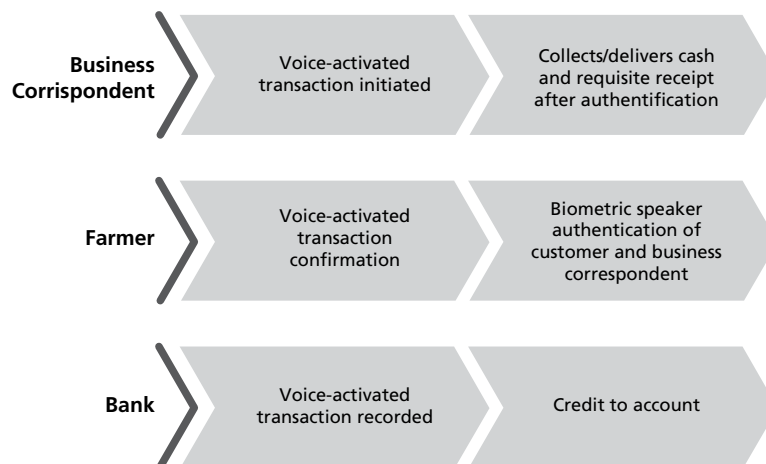 Business
Corrispondent
Voice-activated
transaction initiated
Collects/delivers cash
and requisite receipt
after authentification
Farmer
Voice-activated
transaction
confirmation
Biometric speaker
authentication of
customer and business
correspondent
Bank
Voice-activated
transaction recorded
Credit to account